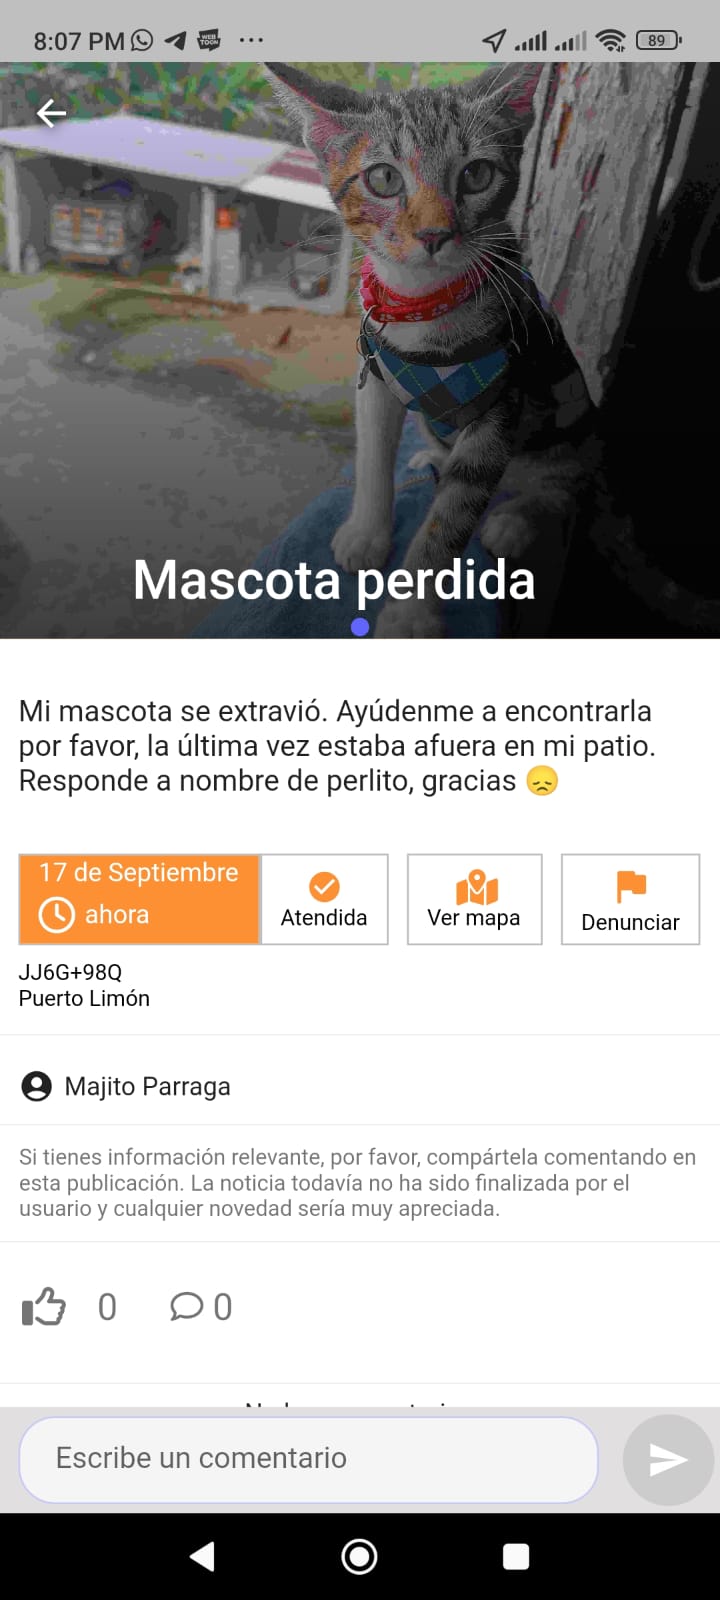 8:07 PM
WEB
TOON
89
Mascota perdida
Mi mascota se extravió. Ayúdenme a encontrarla
por favor, la última vez estaba afuera en mi patio.
Responde a nombre de perlito, gracias 😞
17 de Septiembre
ahora
Atendida
Ver mapa
Denunciar
JJ6G+98Q
Puerto Limón
Majito Parraga
Si tienes información relevante, por favor, compártela comentando en
esta publicación. La noticia todavía no ha sido finalizada por el
usuario y cualquier novedad sería muy apreciada.
0
0
Escribe un comentario